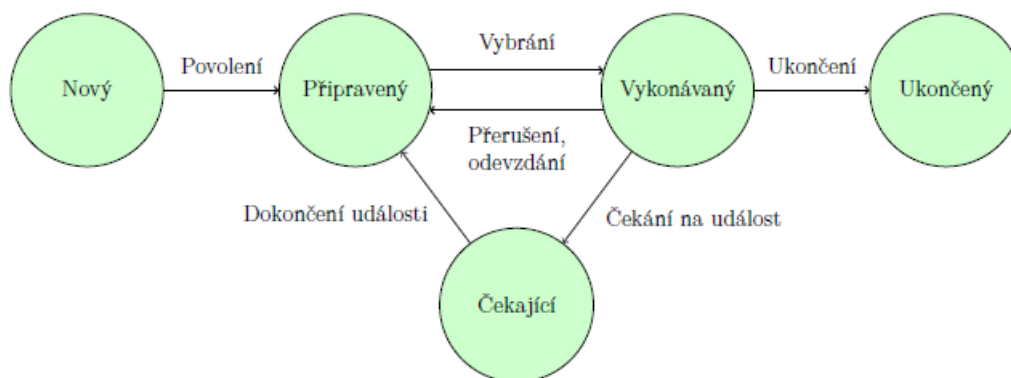 Vybrání
Povolení
Ukončení
Nový
Připravený
Vykonávaný
Ukončený
Přerušení,
odevzdání
Dokončení události
Čekání na událost
Čekající